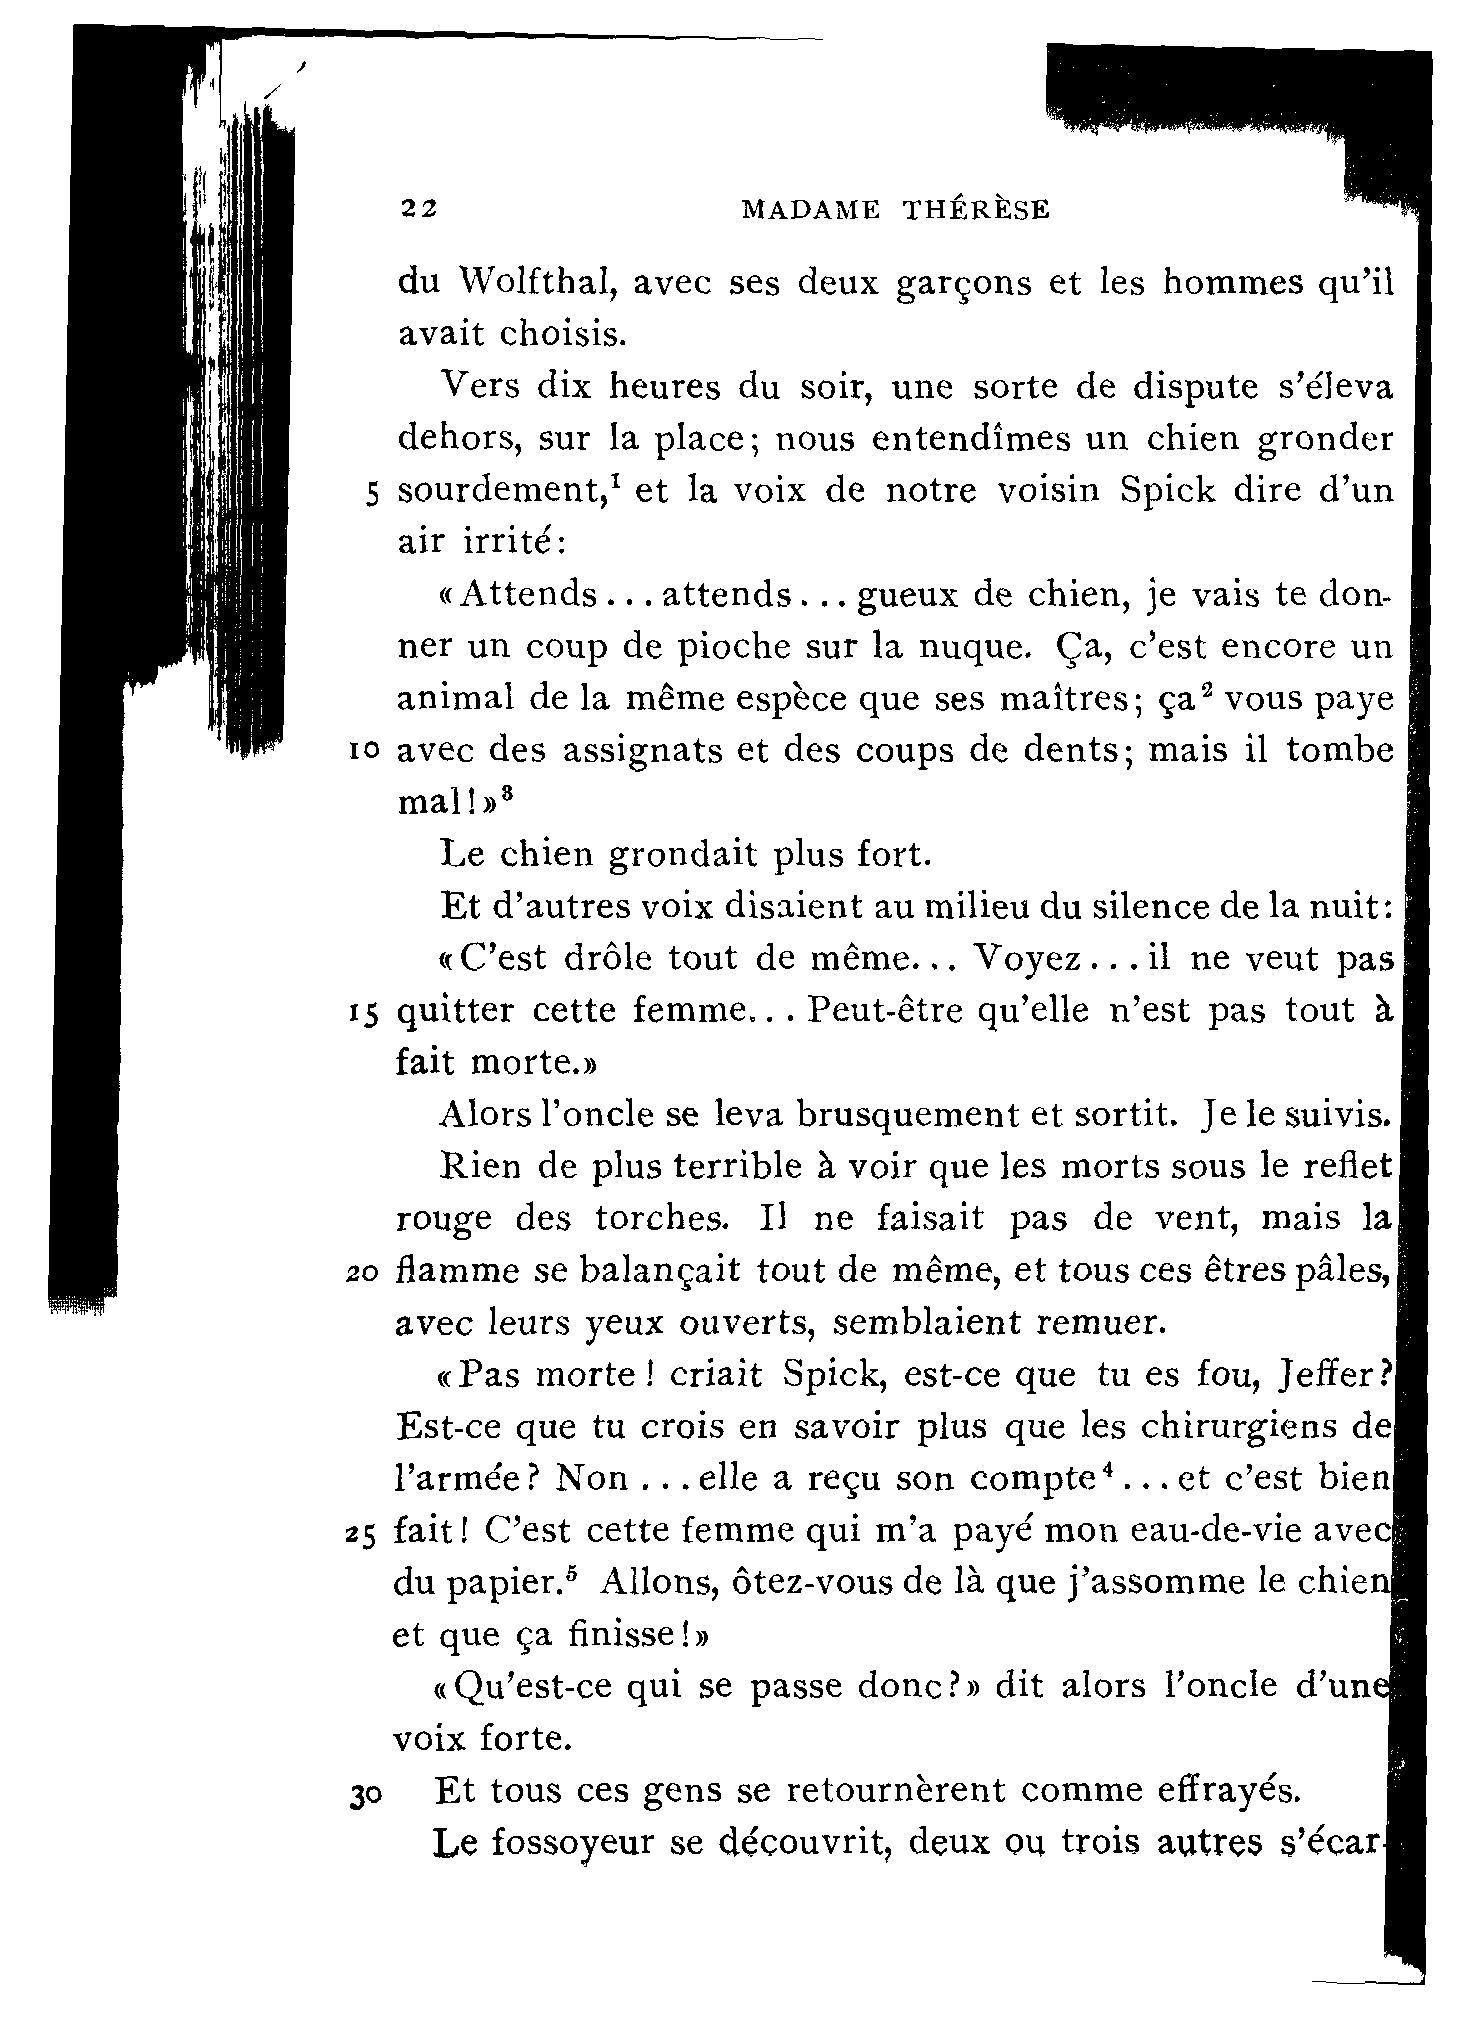 22 MADAME THÉRÈSE
du Wolfthal, avec ses deux garçons et les hommes qu'il
avait choisis.
Vers dix heures du soir, une sorte de dispute s'éleva
dehors, sur la place; nous entendîmes un chien gronder
5 sourdement,¹ et la voix de notre voisin Spick dire d'un
air irrité:
«Attends... attends... gueux de chien, je vais te don-
ner un coup de pioche sur la nuque. Ça, c'est encore un
animal de la même espèce que ses maîtres; ça² vous paye
10 avec des assignats et des coups de dents; mais il tombe
mal!»³
Le chien grondait plus fort.
Et d'autres voix disaient au milieu du silence de la nuit:
«C'est drôle tout de même... Voyez... il ne veut pas
15 quitter cette femme... Peut-être qu'elle n'est pas tout à
fait morte.»
Alors l'oncle se leva brusquement et sortit. Je le suivis.
Rien de plus terrible à voir que les morts sous le reflet
rouge des torches. Il ne faisait pas de vent, mais la
20 flamme se balançait tout de même, et tous ces êtres pâles,
avec leurs yeux ouverts, semblaient remuer.
«Pas morte! criait Spick, est-ce que tu es fou, Jeffer?
Est-ce que tu crois en savoir plus que les chirurgiens de
l'armée? Non ... elle a reçu son compte⁴... et c'est bien
25 fait! C'est cette femme qui m'a payé mon eau-de-vie avec
du papier.⁵ Allons, ôtez-vous de là que j'assomme le chien
et que ça finisse!»
«Qu'est-ce qui se passe donc?» dit alors l'oncle d'une
voix forte.
30 Et tous ces gens se retournèrent comme effrayés.
Le fossoyeur se découvrit, deux ou trois autres s'écar-